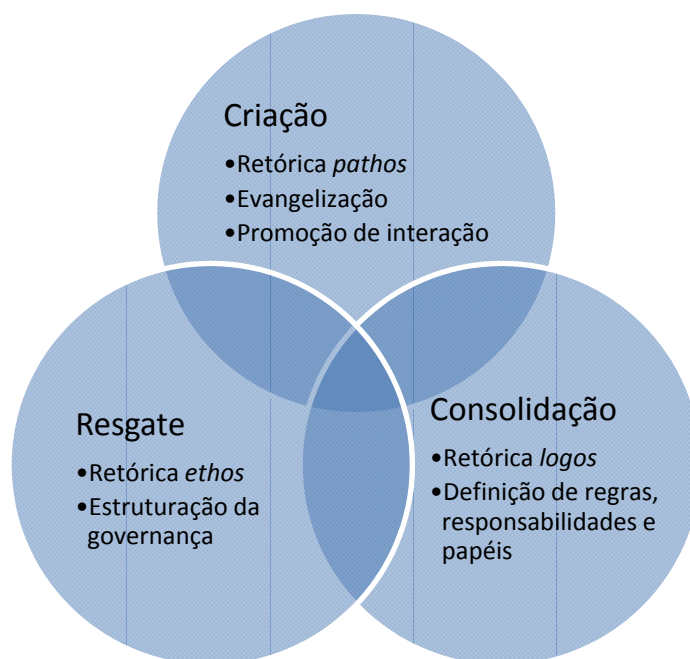 Criação
•Retórica pathos
•Evangelização
•Promoção de interação
Resgate
•Retórica ethos
•Estruturação da
governança
Consolidação
•Retórica logos
•Definição de regras,
responsabilidades e
papéis